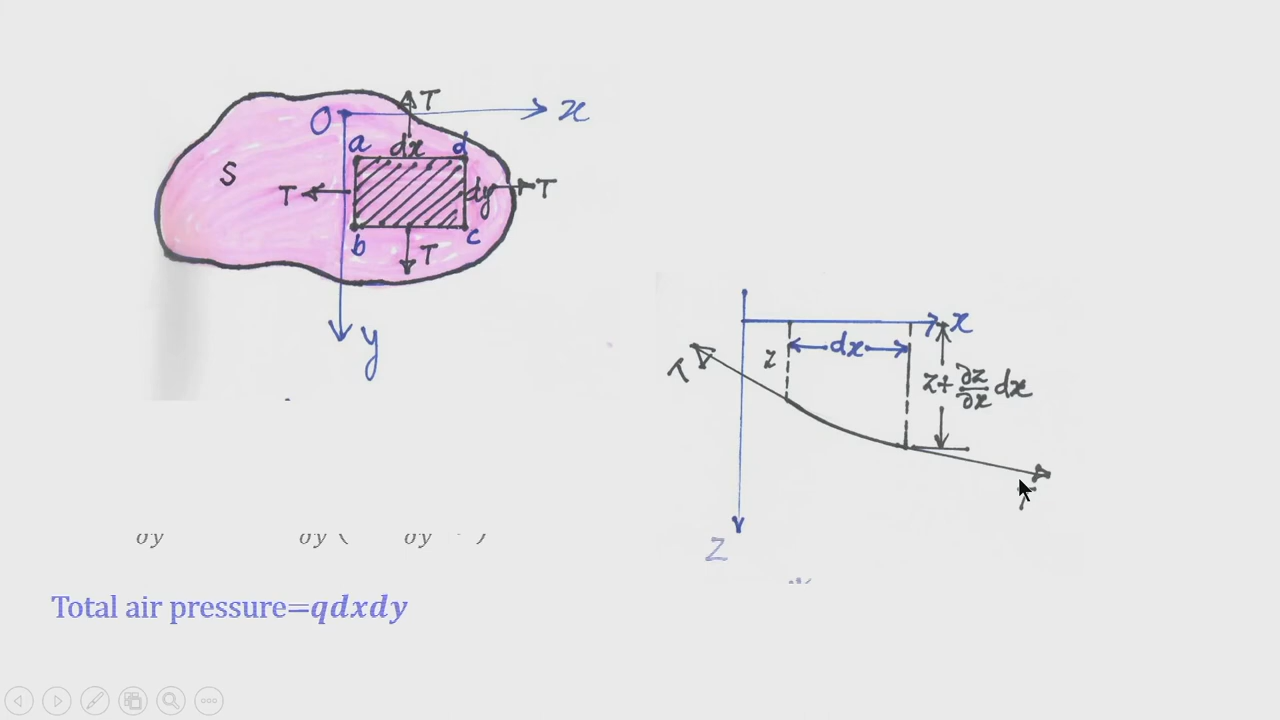 T
O x
a dx d
S
T dy T
b c
T
y
x
z dx
T z+∂z/∂x dx
Z
∂y ∂y ( ∂y )
Total air pressure=qdxdy